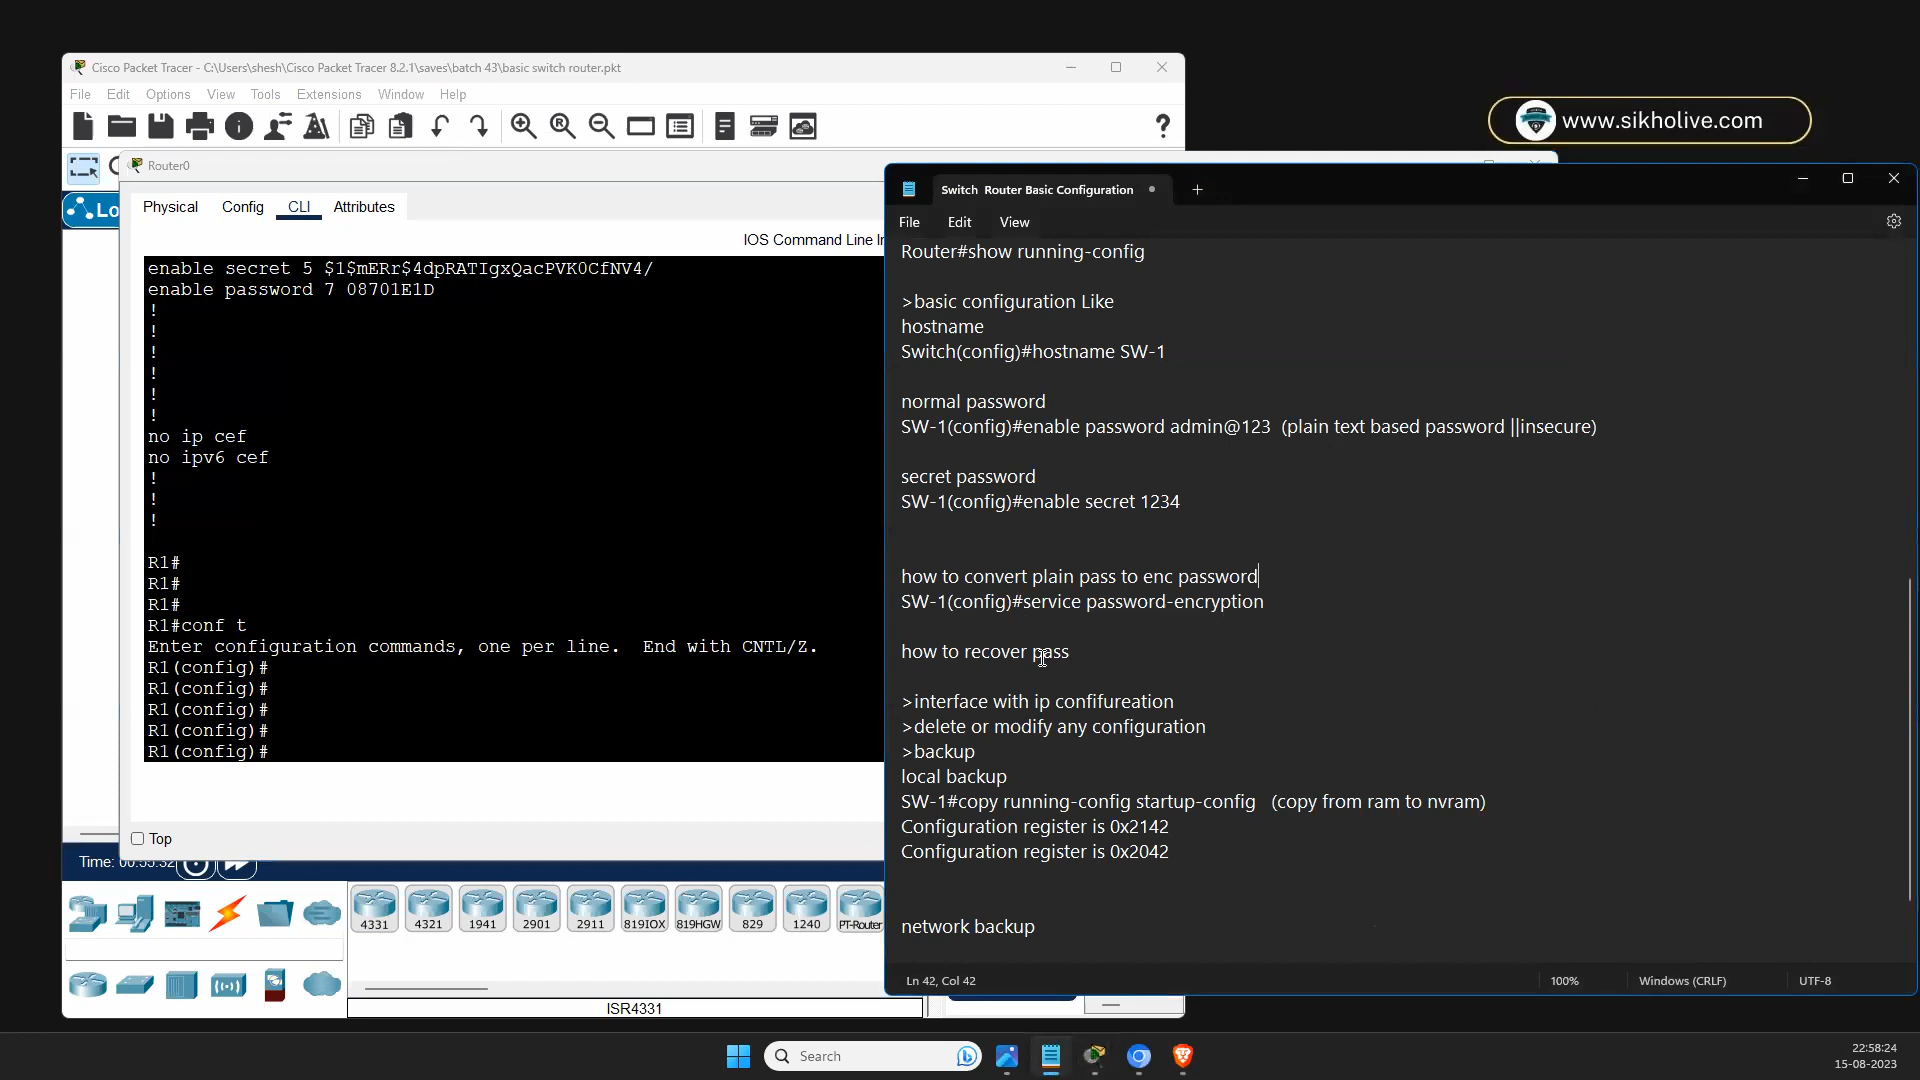 Cisco Packet Tracer - C:\Users\shesh\Cisco Packet Tracer 8.2.1\saves\batch 43\basic switch router.pkt
File Edit Options View Tools Extensions Window Help
www.sikholive.com
Router0
Lo
Physical Config CLI Attributes
IOS Command Line In
enable secret 5 $1$mERr$4dpRATIgxQacPVK0CfNV4/
enable password 7 08701E1D
!
!
!
!
!
!
no ip cef
no ipv6 cef
!
!
!
R1#
R1#
R1#
R1#conf t
Enter configuration commands, one per line. End with CNTL/Z.
R1(config)#
R1(config)#
R1(config)#
R1(config)#
R1(config)#
Top
Time: 00:55:32
4331 4321 1941 2901 2911 819IOX 819HGW 829 1240 PT-Router
ISR4331
Switch Router Basic Configuration
File Edit View
Router#show running-config
>basic configuration Like
hostname
Switch(config)#hostname SW-1
normal password
SW-1(config)#enable password admin@123 (plain text based password ||insecure)
secret password
SW-1(config)#enable secret 1234
how to convert plain pass to enc password
SW-1(config)#service password-encryption
how to recover pass
>interface with ip confifureation
>delete or modify any configuration
>backup
local backup
SW-1#copy running-config startup-config (copy from ram to nvram)
Configuration register is 0x2142
Configuration register is 0x2042
network backup
Ln 42, Col 42 100% Windows (CRLF) UTF-8
Search
22:58:24
15-08-2023